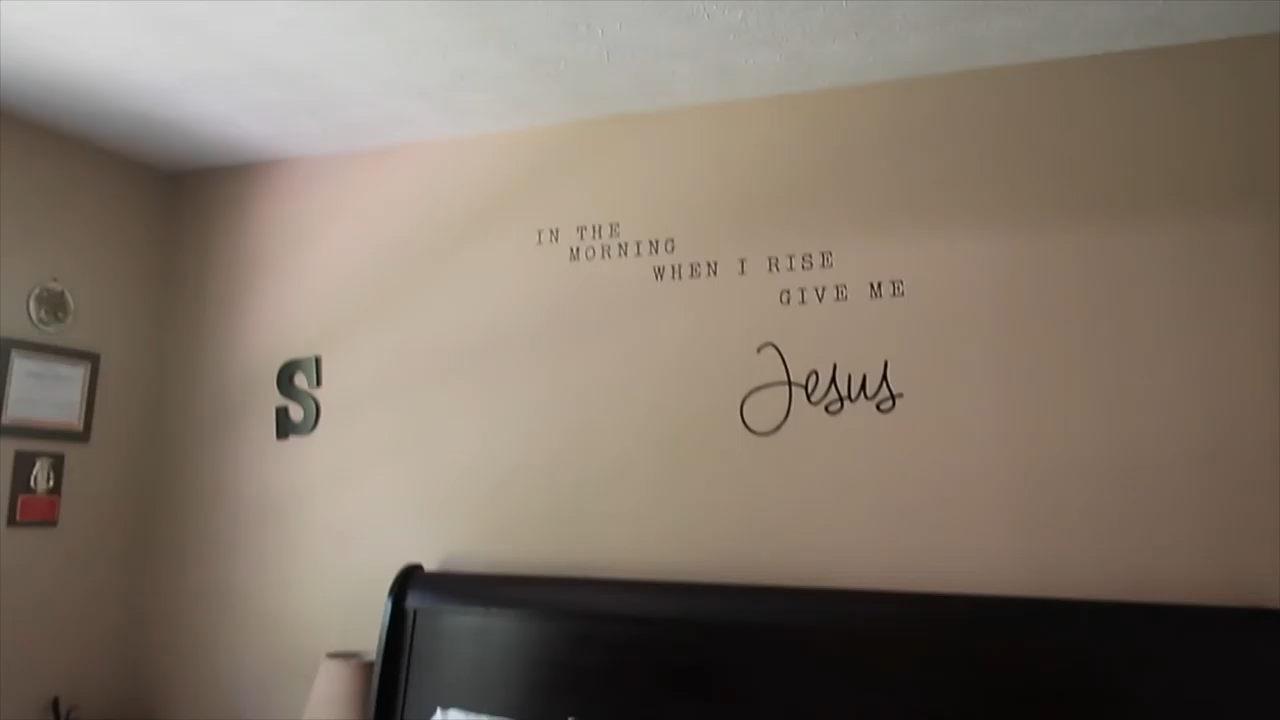 IN THE
MORNING
WHEN I RISE
GIVE ME
Jesus
S